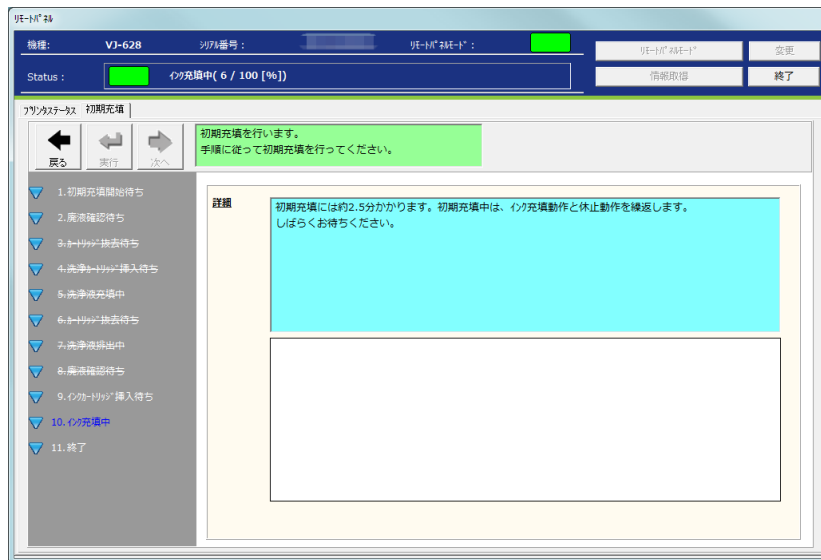 ﾘﾓｰﾄﾊﾟﾈﾙ
機種: VJ-628 ｼﾘｱﾙ番号： ﾘﾓｰﾄﾊﾟﾈﾙﾓｰﾄﾞ：
ﾘﾓｰﾄﾊﾟﾈﾙﾓｰﾄﾞ 変更
Status： ｲﾝｸ充填中( 6 / 100 [%])
情報取得 終了
ﾌﾟﾘﾝﾀｽﾃｰﾀｽ 初期充填
戻る 実行 次へ
初期充填を行います。
手順に従って初期充填を行ってください。
1.初期充填開始待ち
2.廃液確認待ち
3.ｶｰﾄﾘｯｼﾞ抜去待ち
4.洗浄ｶｰﾄﾘｯｼﾞ挿入待ち
5.洗浄液充填中
6.ｶｰﾄﾘｯｼﾞ抜去待ち
7.洗浄液排出中
8.廃液確認待ち
9.ｲﾝｸｶｰﾄﾘｯｼﾞ挿入待ち
10.ｲﾝｸ充填中
11.終了
詳細
初期充填には約2.5分かかります。初期充填中は、ｲﾝｸ充填動作と休止動作を繰返します。
しばらくお待ちください。